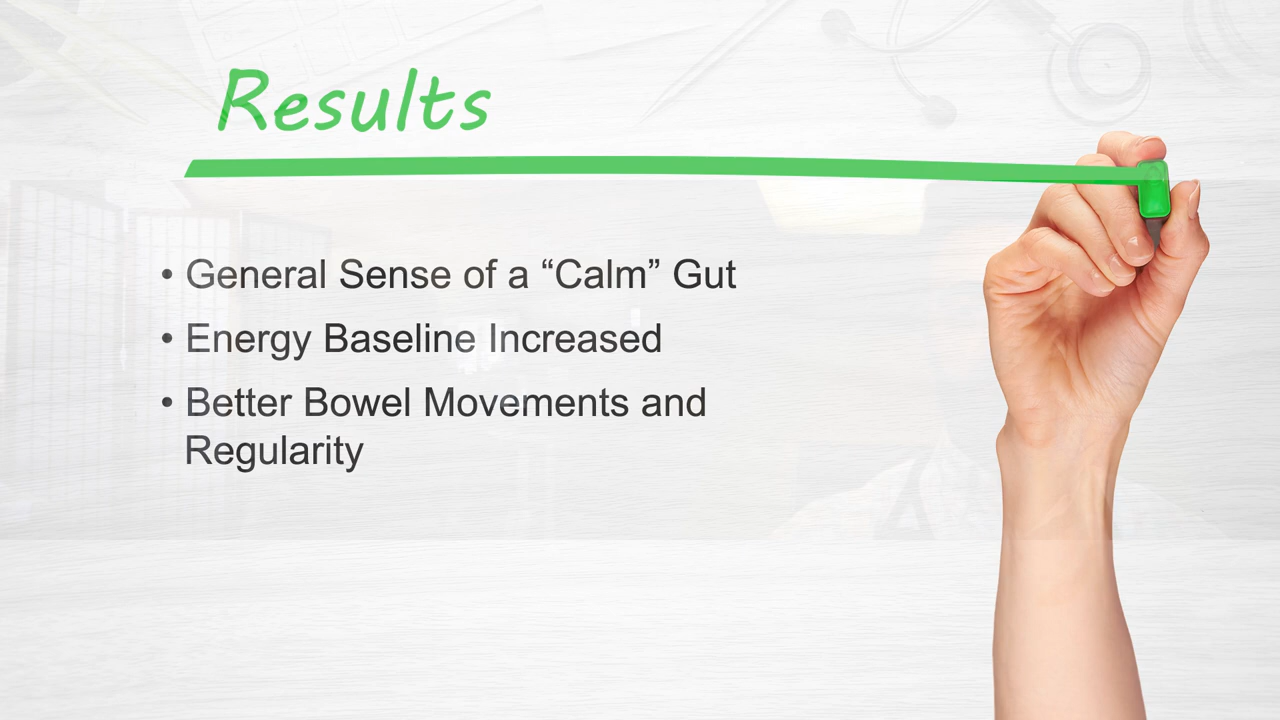 Results
• General Sense of a “Calm” Gut
• Energy Baseline Increased
• Better Bowel Movements and
Regularity